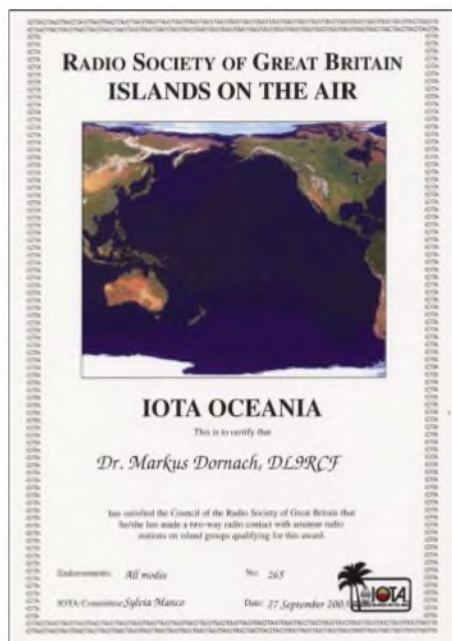 RADIO SOCIETY OF GREAT BRITAIN
ISLANDS ON THE AIR
IOTA OCEANIA
This is to certify that
Dr. Markus Dornach, DL9RCF
has satisfied the Council of the Radio Society of Great Britain that
he/she has made a two-way radio contact with amateur radio
stations on island groups qualifying for this award.
Endorsements: All modes No: 265
IOTA Committee: Sylvia Manco Date: 27 September 2003
IOTA